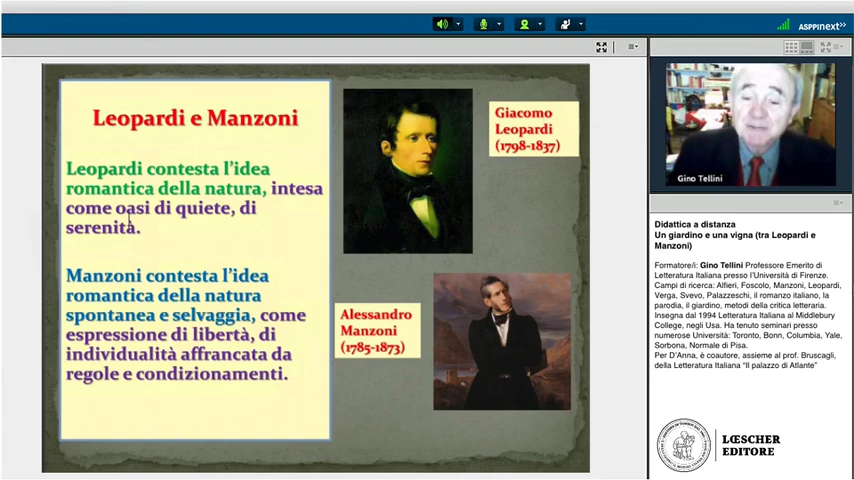 ASPPInext>>
Leopardi e Manzoni
Leopardi contesta l'idea
romantica della natura, intesa
come oasi di quiete, di
serenità.
Manzoni contesta l'idea
romantica della natura
spontanea e selvaggia, come
espressione di libertà, di
individualità affrancata da
regole e condizionamenti.
Giacomo
Leopardi
(1798-1837)
Alessandro
Manzoni
(1785-1873)
Gino Tellini
Didattica a distanza
Un giardino e una vigna (tra Leopardi e
Manzoni)
Formatore/i: Gino Tellini Professore Emerito di
Letteratura Italiana presso l'Università di Firenze.
Campi di ricerca: Alfieri, Foscolo, Manzoni, Leopardi,
Verga, Svevo, Palazzeschi, il romanzo italiano, la
parodia, il giardino, metodi della critica letteraria.
Insegna dal 1994 Letteratura Italiana al Middlebury
College, negli Usa. Ha tenuto seminari presso
numerose Università: Toronto, Bonn, Columbia, Yale,
Sorbona, Normale di Pisa.
Per D'Anna, è coautore, assieme al prof. Bruscagli,
della Letteratura Italiana "Il palazzo di Atlante"
LŒSCHER
EDITORE